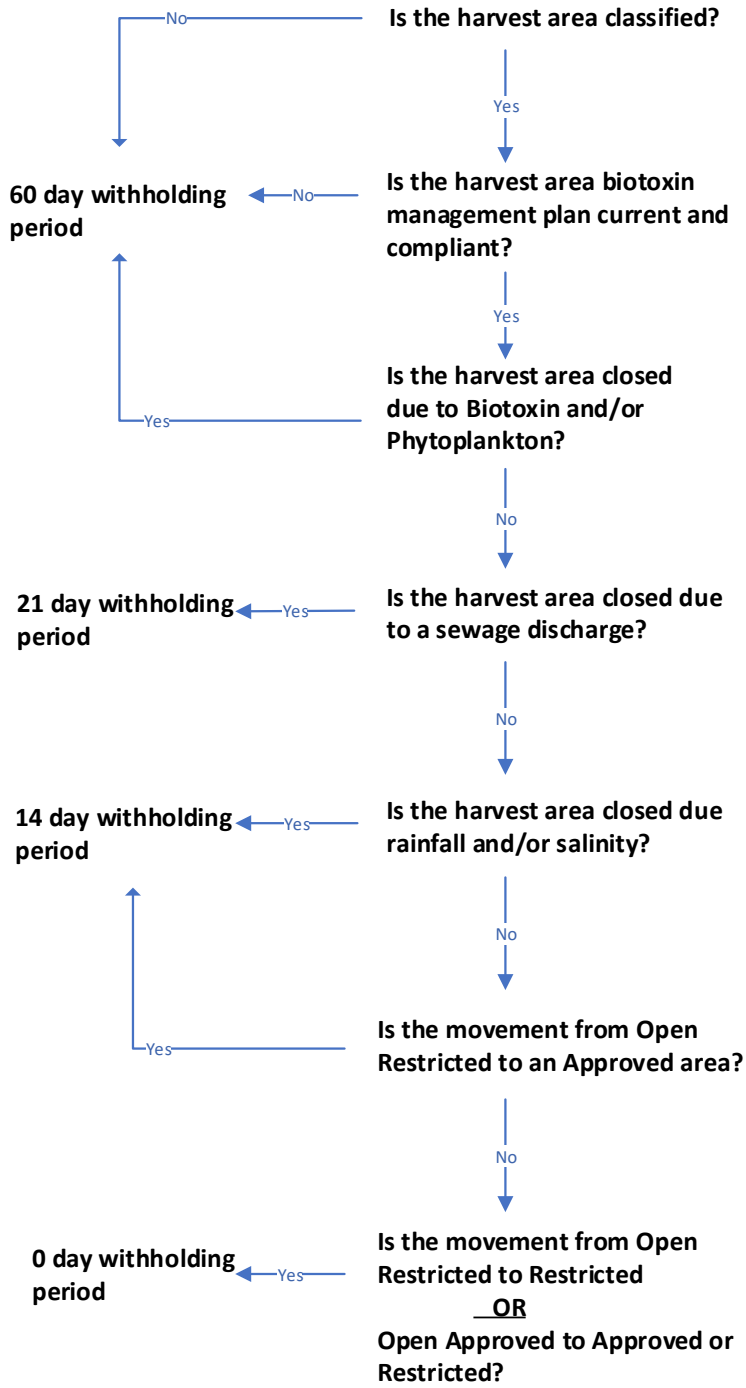 Is the harvest area classified?
No
Yes
60 day withholding
period
No
Is the harvest area biotoxin
management plan current and
compliant?
Yes
Is the harvest area closed
due to Biotoxin and/or
Phytoplankton?
Yes
No
21 day withholding
period
Yes
Is the harvest area closed due
to a sewage discharge?
No
14 day withholding
period
Yes
Is the harvest area closed due
rainfall and/or salinity?
No
Is the movement from Open
Restricted to an Approved area?
Yes
No
0 day withholding
period
Yes
Is the movement from Open
Restricted to Restricted
OR
Open Approved to Approved or
Restricted?